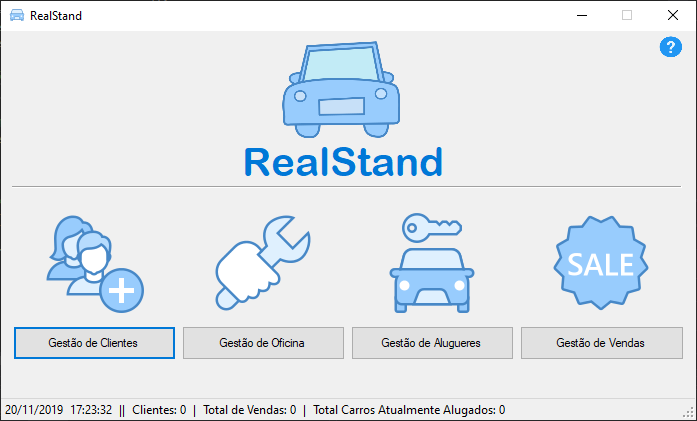 RealStand
?
RealStand
SALE
Gestão de Clientes
Gestão de Oficina
Gestão de Alugueres
Gestão de Vendas
20/11/2019 17:23:32 || Clientes: 0 | Total de Vendas: 0 | Total Carros Atualmente Alugados: 0